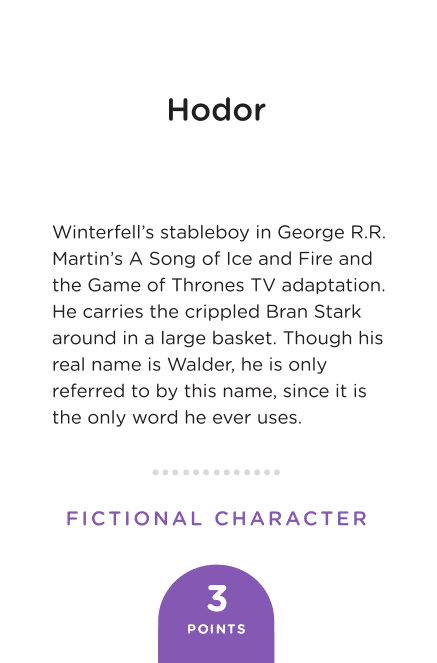 Hodor
Winterfell’s stableboy in George R.R.
Martin’s A Song of Ice and Fire and
the Game of Thrones TV adaptation.
He carries the crippled Bran Stark
around in a large basket. Though his
real name is Walder, he is only
referred to by this name, since it is
the only word he ever uses.
FICTIONAL CHARACTER
3
POINTS